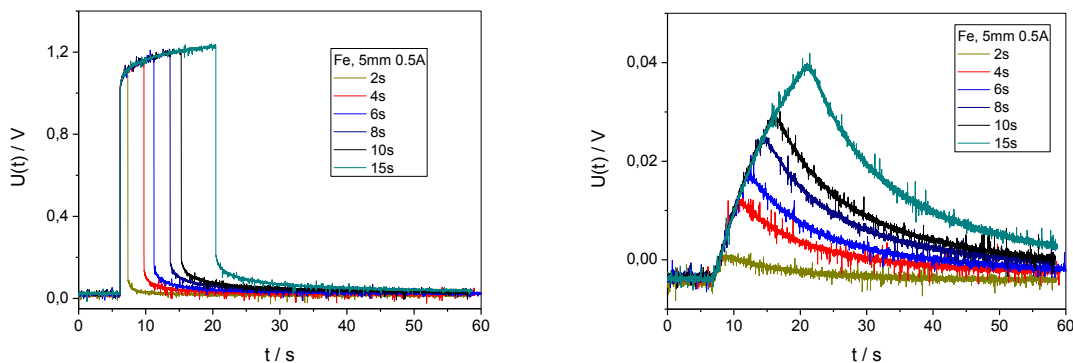 U(t) / V
1,2
0,8
0,4
0,0
0 10 20 30 40 50 60
t / s
Fe, 5mm 0.5A
2s
4s
6s
8s
10s
15s
U(t) / V
0,04
0,02
0,00
0 10 20 30 40 50 60
t / s
Fe, 5mm 0.5A
2s
4s
6s
8s
10s
15s